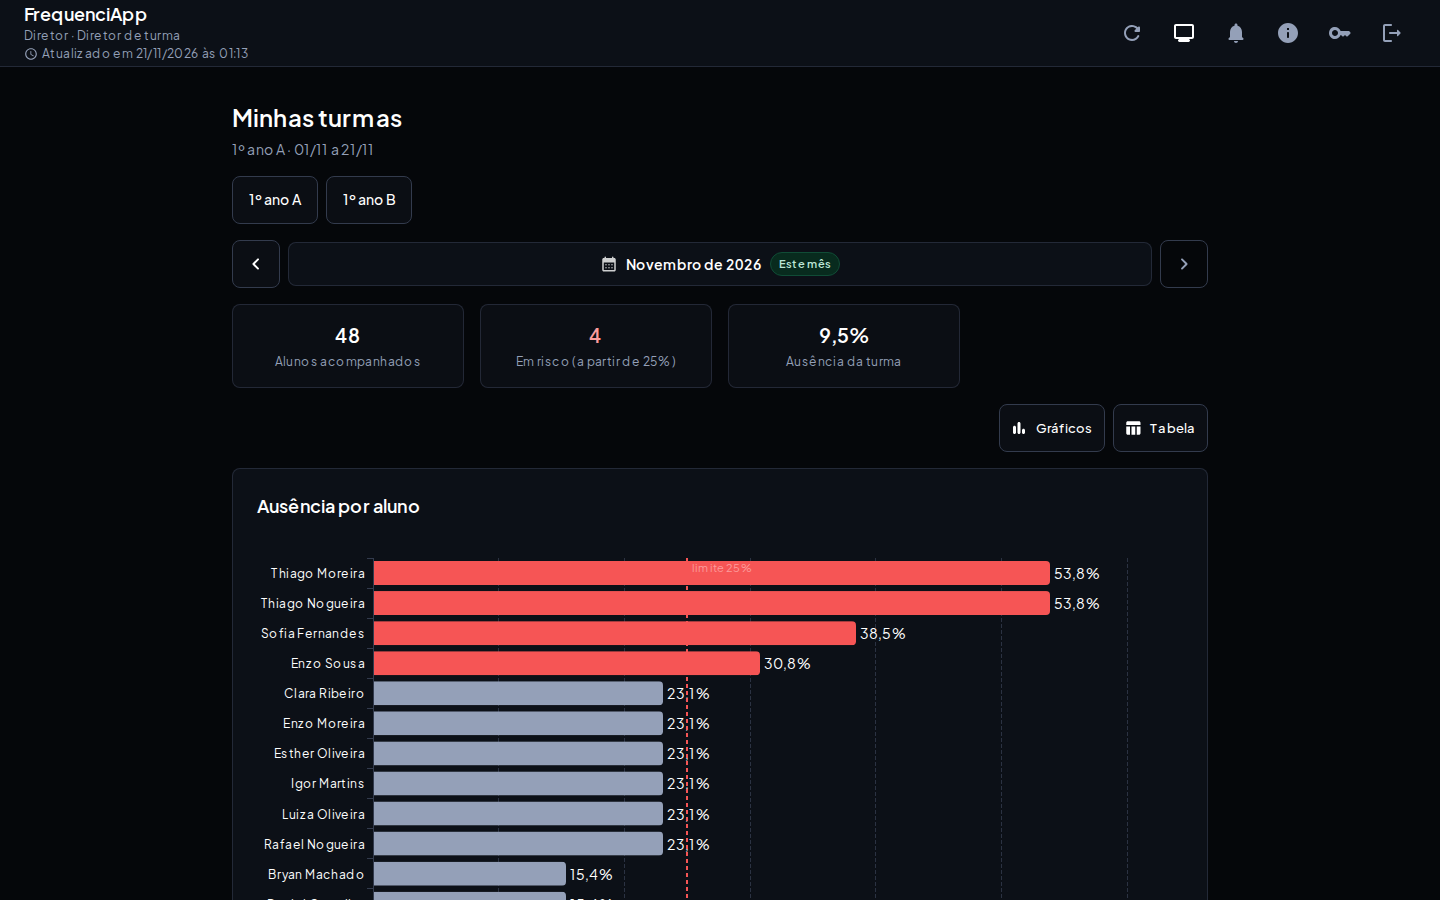 FrequenciApp
Diretor · Diretor de turma
Atualizado em 21/11/2026 às 01:13
Minhas turmas
1º ano A · 01/11 a 21/11
1º ano A
1º ano B
Novembro de 2026
Este mês
48
Alunos acompanhados
4
Em risco (a partir de 25%)
9,5%
Ausência da turma
Gráficos
Tabela
Ausência por aluno
limite 25%
Thiago Moreira 53,8%
Thiago Nogueira 53,8%
Sofia Fernandes 38,5%
Enzo Sousa 30,8%
Clara Ribeiro 23,1%
Enzo Moreira 23,1%
Esther Oliveira 23,1%
Igor Martins 23,1%
Luiza Oliveira 23,1%
Rafael Nogueira 23,1%
Bryan Machado 15,4%